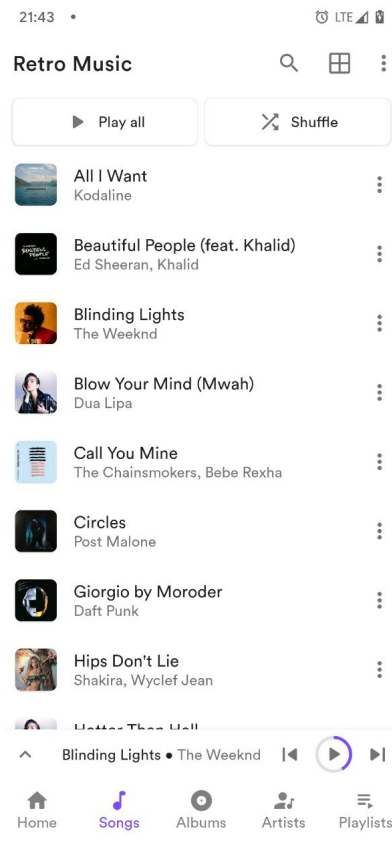 21:43
LTE
Retro Music
Play all
Shuffle
All I Want
Kodaline
Beautiful People (feat. Khalid)
Ed Sheeran, Khalid
Blinding Lights
The Weeknd
Blow Your Mind (Mwah)
Dua Lipa
Call You Mine
The Chainsmokers, Bebe Rexha
Circles
Post Malone
Giorgio by Moroder
Daft Punk
Hips Don't Lie
Shakira, Wyclef Jean
Hotter Than Hell
Blinding Lights • The Weeknd
Home
Songs
Albums
Artists
Playlists